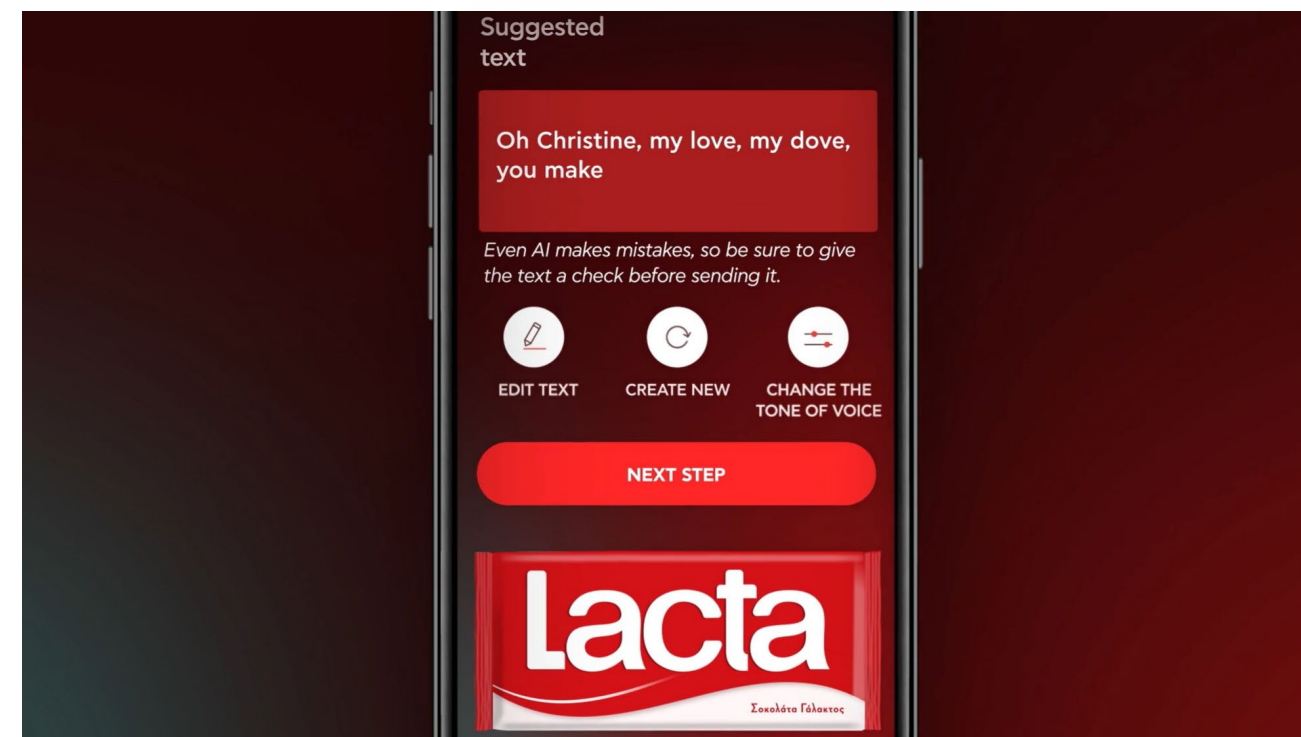 Suggested
text
Oh Christine, my love, my dove,
you make
Even AI makes mistakes, so be sure to give
the text a check before sending it.
EDIT TEXT
CREATE NEW
CHANGE THE
TONE OF VOICE
NEXT STEP
Lacta
Σοκολάτα Γάλακτος